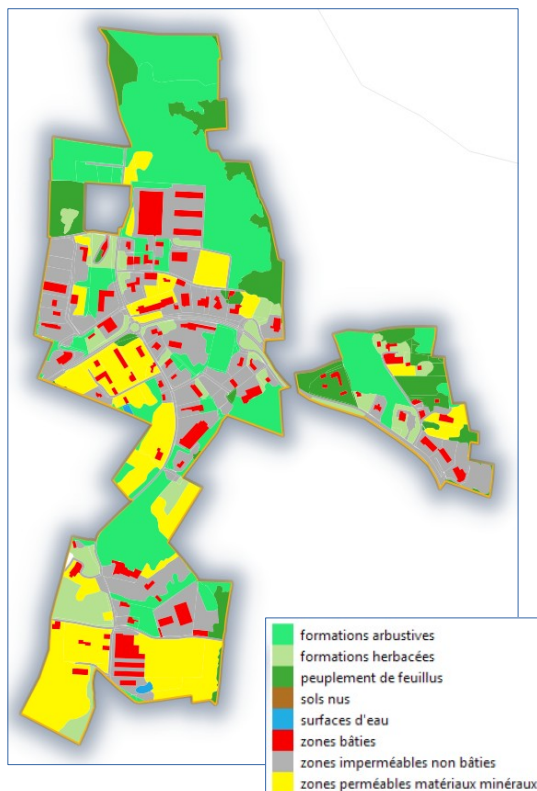 formations arbustives
formations herbacées
peuplement de feuillus
sols nus
surfaces d'eau
zones bâties
zones imperméables non bâties
zones perméables matériaux minéraux